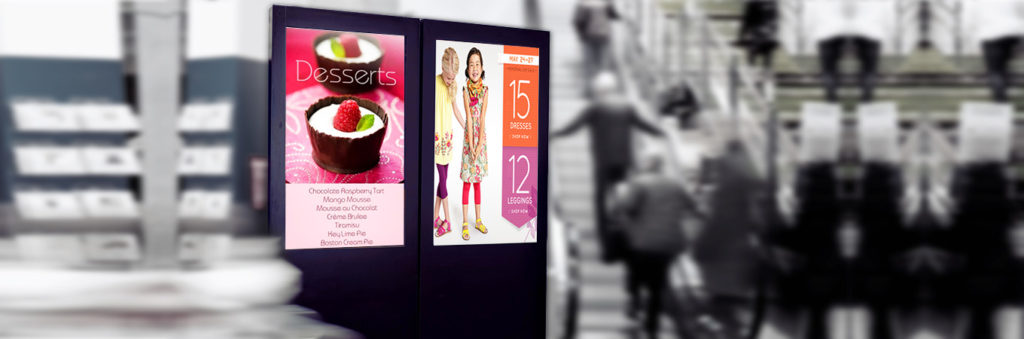 Desserts
Chocolate Raspberry Tart
Mango Mousse
Mousse au Chocolat
Crème Brulee
Tiramisu
Key Lime Pie
Boston Cream Pie
MAY 24-27
15
DRESSES
SHOP NOW
12
LEGGINGS
SHOP NOW